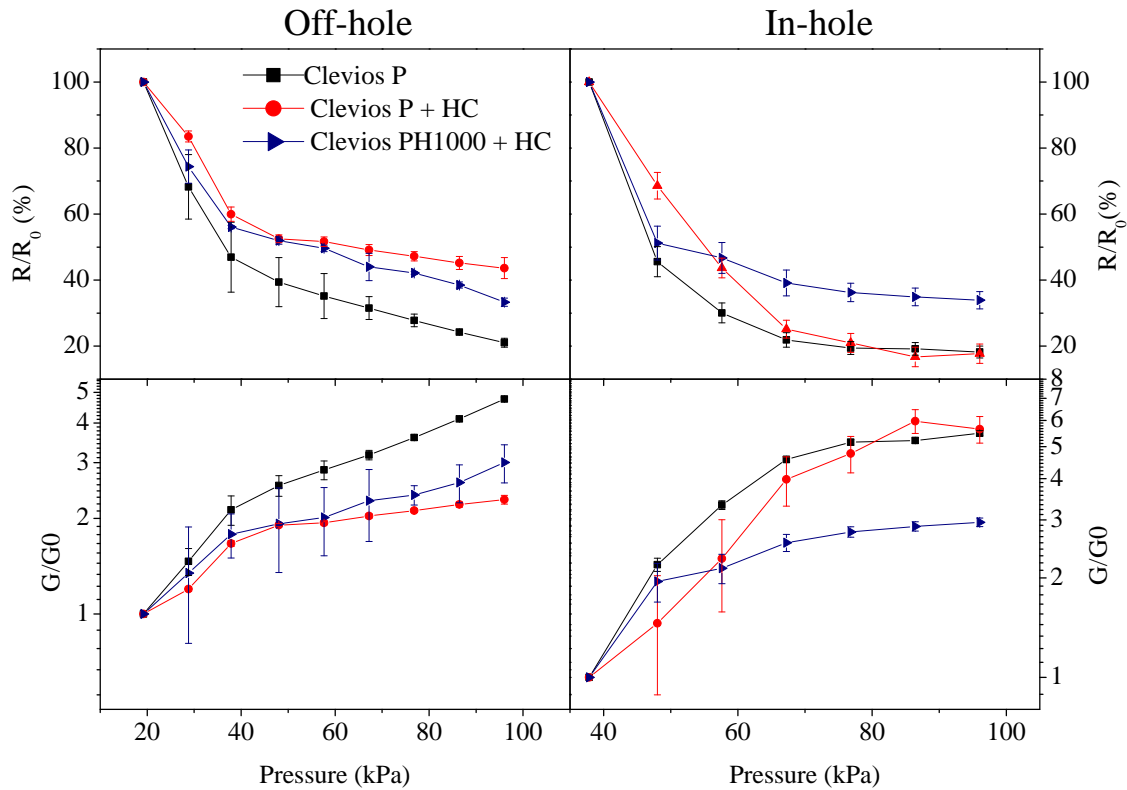 Off-hole
In-hole
Clevios P
Clevios P + HC
Clevios PH1000 + HC
100
80
60
40
20
R/R0 (%)
100
80
60
40
20
R/R0(%)
5
4
3
2
1
G/G0
8
8
7
6
5
4
3
2
1
G/G0
20 40 60 80 100
40 60 80 100
Pressure (kPa)
Pressure (kPa)